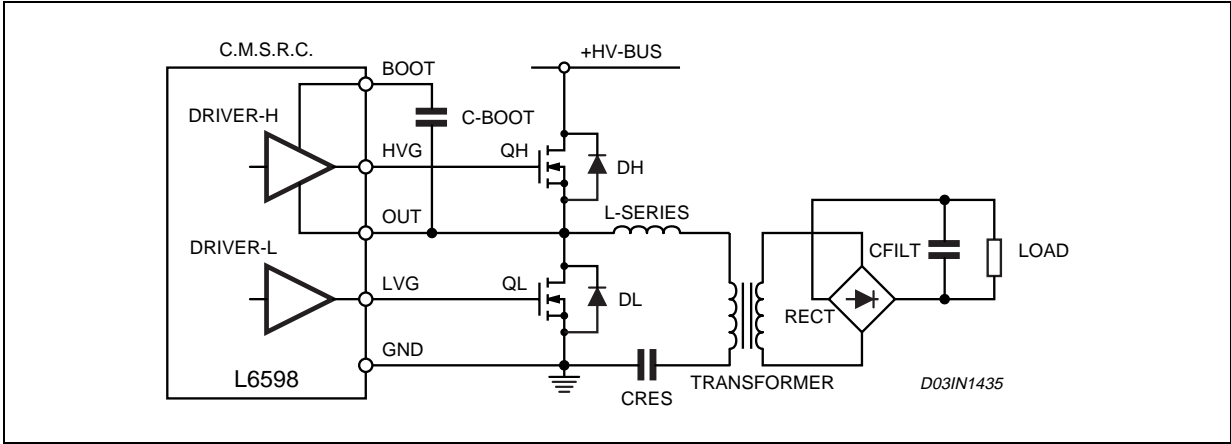 C.M.S.R.C.
+HV-BUS
BOOT
DRIVER-H
C-BOOT
HVG
QH
DH
OUT
L-SERIES
DRIVER-L
CFILT
LOAD
LVG
QL
DL
RECT
GND
L6598
TRANSFORMER
D03IN1435
CRES